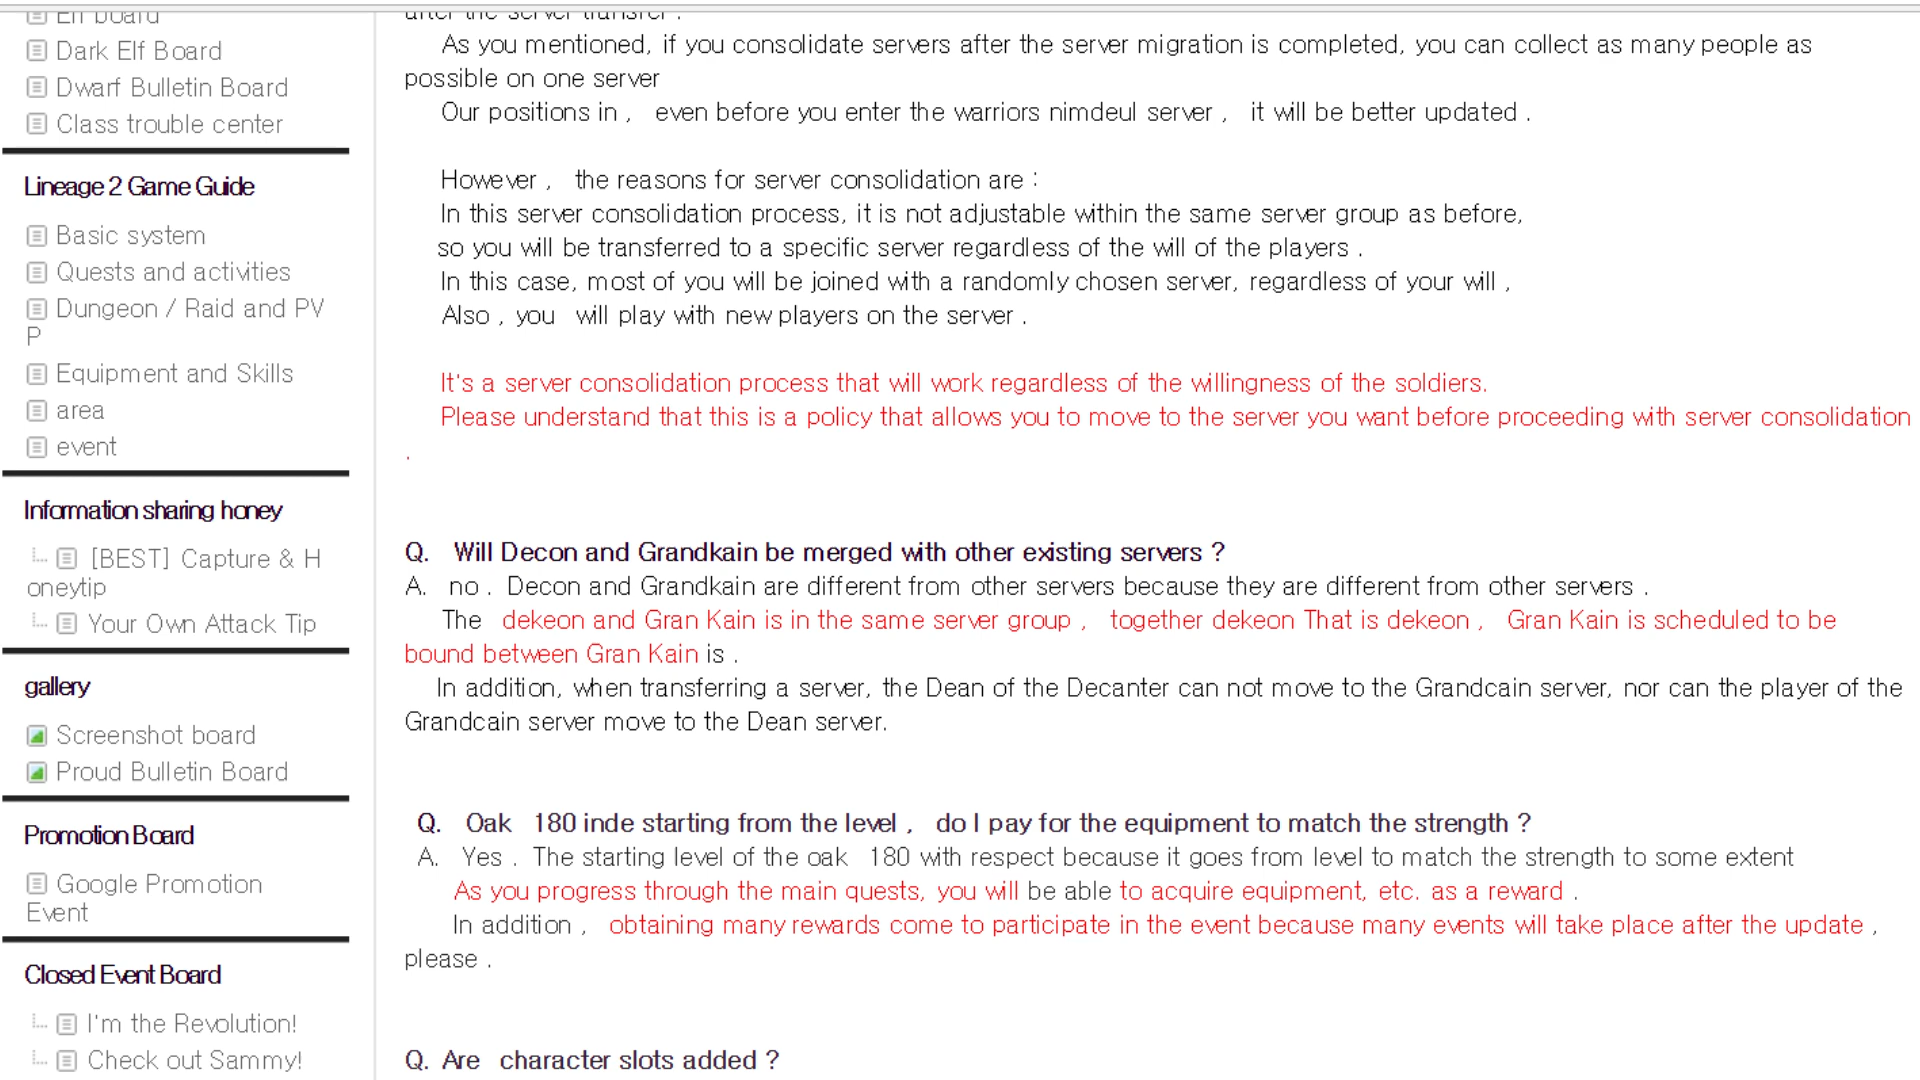 Elf board
Dark Elf Board
Dwarf Bulletin Board
Class trouble center
Lineage 2 Game Guide
Basic system
Quests and activities
Dungeon / Raid and PV
P
Equipment and Skills
area
event
Information sharing honey
[BEST] Capture & H
oneytip
Your Own Attack Tip
gallery
Screenshot board
Proud Bulletin Board
Promotion Board
Google Promotion
Event
Closed Event Board
I'm the Revolution!
Check out Sammy!
after the server transfer .
As you mentioned, if you consolidate servers after the server migration is completed, you can collect as many people as
possible on one server
Our positions in , even before you enter the warriors nimdeul server , it will be better updated .
However , the reasons for server consolidation are :
In this server consolidation process, it is not adjustable within the same server group as before,
so you will be transferred to a specific server regardless of the will of the players .
In this case, most of you will be joined with a randomly chosen server, regardless of your will ,
Also , you will play with new players on the server .
It's a server consolidation process that will work regardless of the willingness of the soldiers.
Please understand that this is a policy that allows you to move to the server you want before proceeding with server consolidation
.
Q. Will Decon and Grandkain be merged with other existing servers ?
A. no . Decon and Grandkain are different from other servers because they are different from other servers .
The dekeon and Gran Kain is in the same server group , together dekeon That is dekeon , Gran Kain is scheduled to be
bound between Gran Kain is .
In addition, when transferring a server, the Dean of the Decanter can not move to the Grandcain server, nor can the player of the
Grandcain server move to the Dean server.
Q. Oak 180 inde starting from the level , do I pay for the equipment to match the strength ?
A. Yes . The starting level of the oak 180 with respect because it goes from level to match the strength to some extent
As you progress through the main quests, you will be able to acquire equipment, etc. as a reward .
In addition , obtaining many rewards come to participate in the event because many events will take place after the update ,
please .
Q. Are character slots added ?